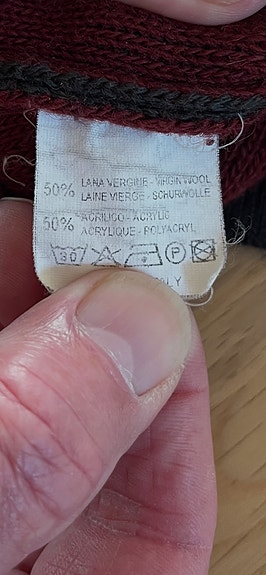 50% LANA VERGINE - VIRGIN WOOL
LAINE VIERGE - SCHURWOLLE
50% ACRILICO - ACRYLIC
ACRYLIQUE - POLYACRYL
30 P